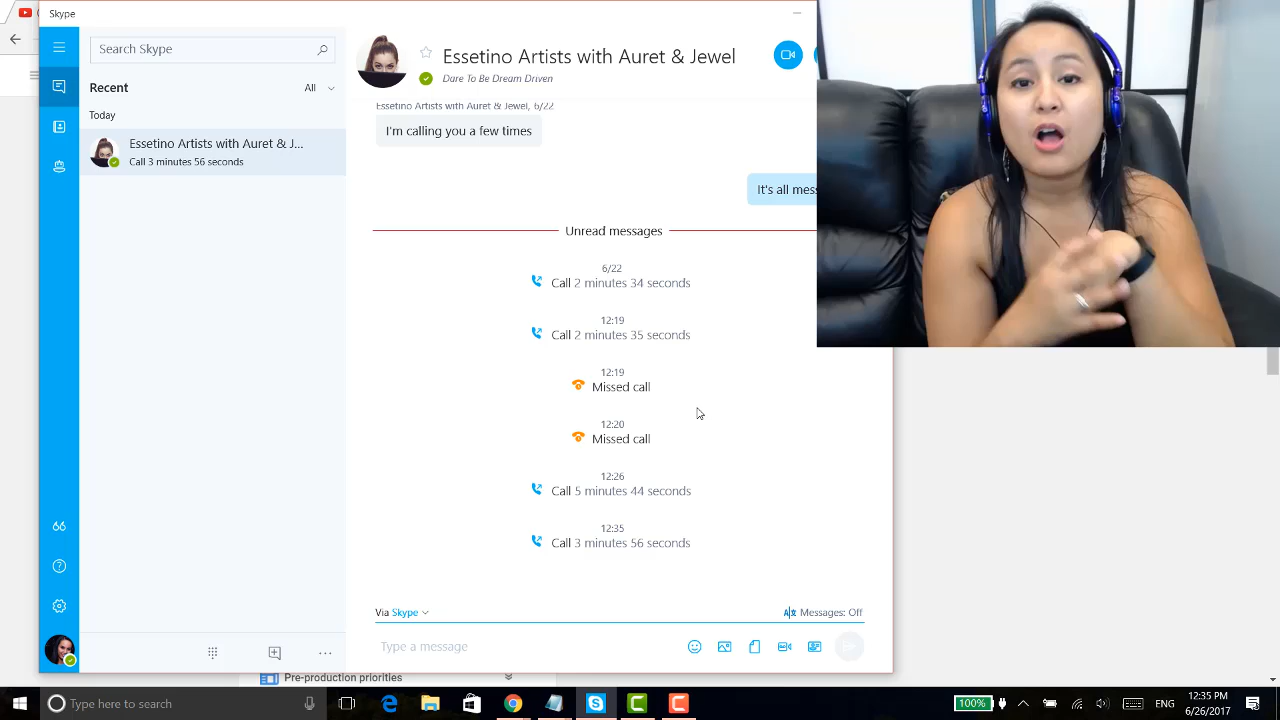 Skype
Search Skype
Recent
All
Today
Essetino Artists with Auret & J...
Call 3 minutes 56 seconds
Essetino Artists with Auret & Jewel
Dare To Be Dream Driven
Essetino Artists with Auret & Jewel, 6/22
I'm calling you a few times
It's all mess
Unread messages
6/22
Call 2 minutes 34 seconds
12:19
Call 2 minutes 35 seconds
12:19
Missed call
12:20
Missed call
12:26
Call 5 minutes 44 seconds
12:35
Call 3 minutes 56 seconds
Via Skype
Messages: Off
Type a message
Pre-production priorities
Type here to search
100%
ENG
12:35 PM
6/26/2017